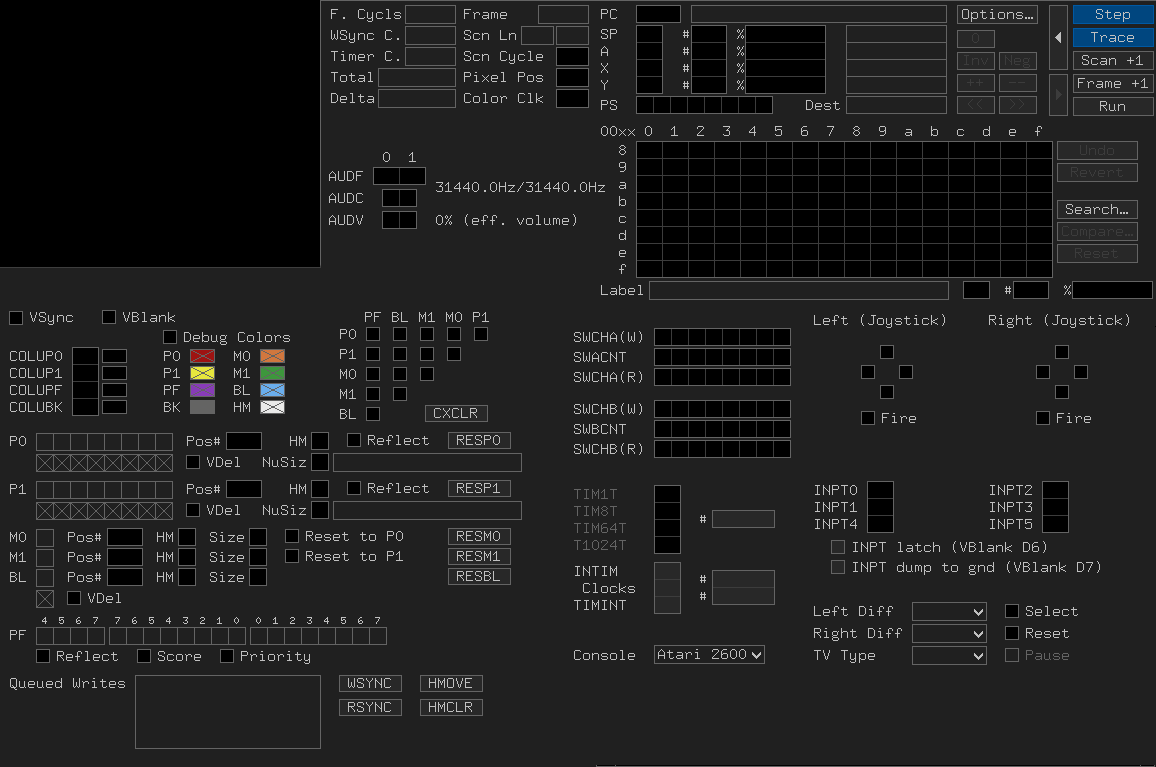 F. Cycls Frame PC Options… Step
WSync C. Scn Ln SP # % 0 Trace
Timer C. Scn Cycle A Inv Neg Scan +1
Total Pixel Pos X # % ++ -- Frame +1
Delta Color Clk Y # % << >> Run
PS Dest
00xx 0 1 2 3 4 5 6 7 8 9 a b c d e f
8 Undo
9 Revert
a
b Search…
c Compare…
d Reset
e
f
0 1
AUDF 31440.0Hz/31440.0Hz
AUDC
AUDV 0% (eff. volume)
Label # %
VSync VBlank
Debug Colors
COLUP0 P0 M0
COLUP1 P1 M1
COLUPF PF BL
COLUBK BK HM
PF BL M1 M0 P1
P0
P1
M0
M1
BL CXCLR
SWCHA(W)
SWACNT
SWCHA(R)
SWCHB(W)
SWBCNT
SWCHB(R)
Left (Joystick) Right (Joystick)
Fire Fire
P0 Pos# HM Reflect RESP0
VDel NuSiz
P1 Pos# HM Reflect RESP1
VDel NuSiz
M0 Pos# HM Size Reset to P0 RESM0
M1 Pos# HM Size Reset to P1 RESM1
BL Pos# HM Size RESBL
VDel
4 5 6 7 7 6 5 4 3 2 1 0 0 1 2 3 4 5 6 7
PF
Reflect Score Priority
Queued Writes WSYNC HMOVE
RSYNC HMCLR
TIM1T
TIM8T #
TIM64T
T1024T
INTIM #
Clocks #
TIMINT
Console Atari 2600
INPT0 INPT2
INPT1 INPT3
INPT4 INPT5
INPT latch (VBlank D6)
INPT dump to gnd (VBlank D7)
Left Diff Select
Right Diff Reset
TV Type Pause